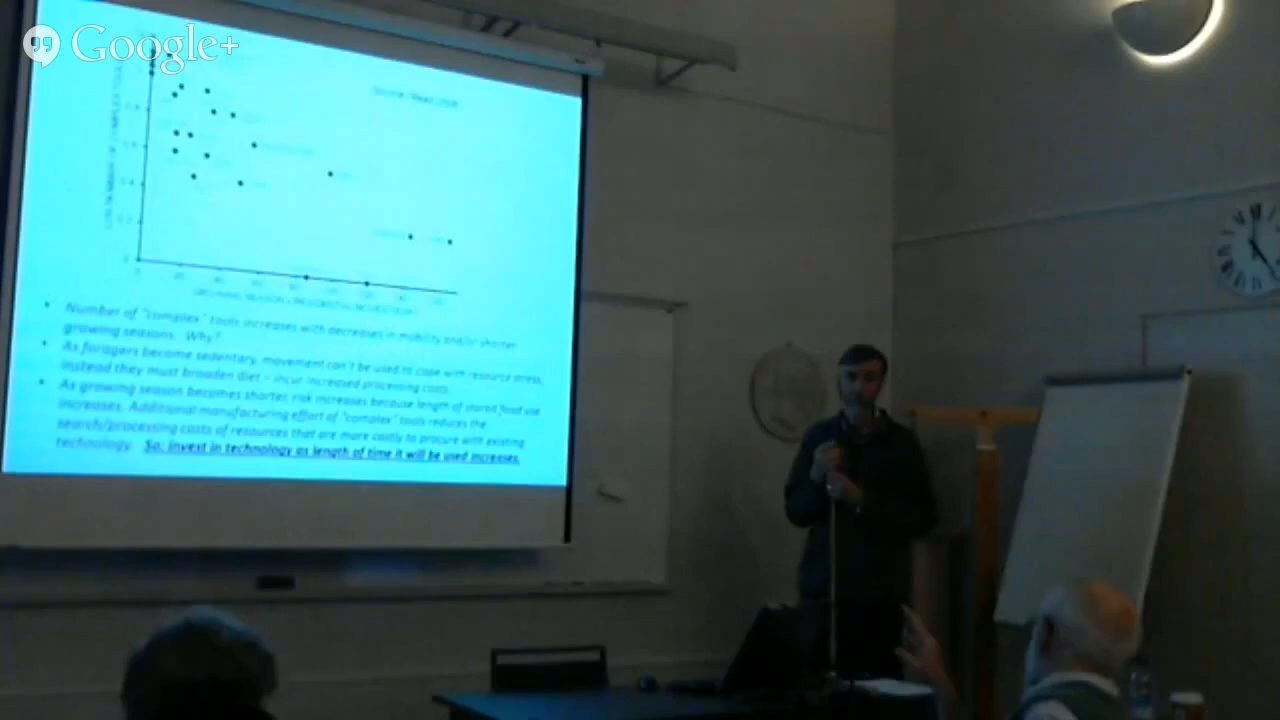 Google+
Number of "complex" tools increases with decreases in mobility and/or shorter
growing seasons. Why?
As foragers become sedentary, movement can't be used to cope with resource stress,
instead they must broaden diet – incur increased processing costs.
As growing season becomes shorter, risk increases because length of stored food use
increases. Additional manufacturing effort of "complex" tools reduces the
search/processing costs of resources that are more costly to procure with existing
technology. So, invest in technology as length of time it will be used increases.